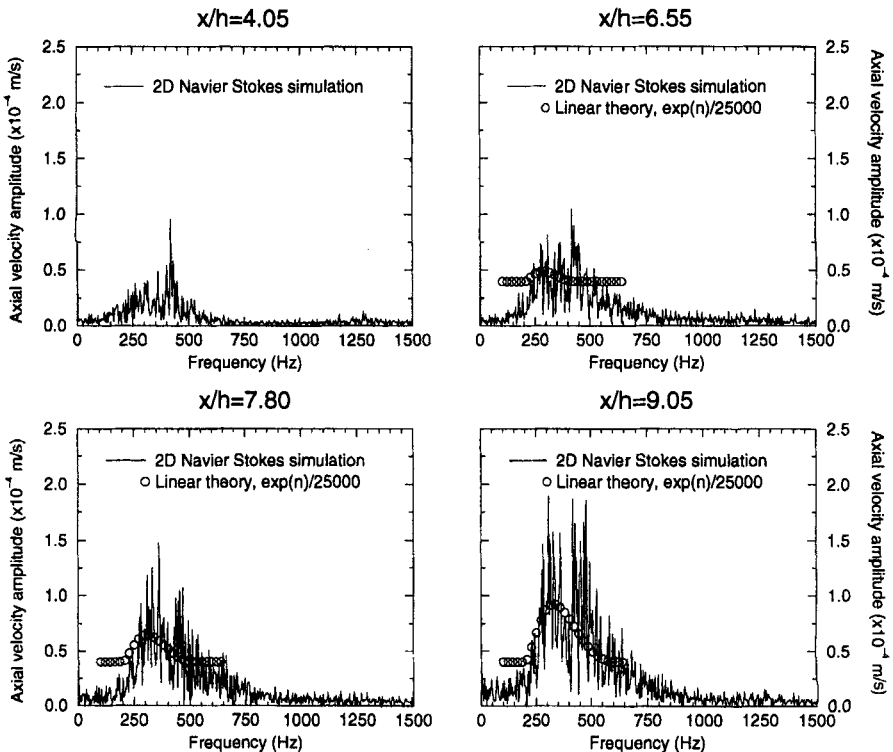 x/h=4.05
Axial velocity amplitude (x10⁻⁴ m/s)
2.5
2.0
1.5
1.0
0.5
0.0
2D Navier Stokes simulation
0 250 500 750 1000 1250 1500
Frequency (Hz)
x/h=6.55
2.5
2.0
1.5
1.0
0.5
0.0
Axial velocity amplitude (x10⁻⁴ m/s)
2D Navier Stokes simulation
Linear theory, exp(n)/25000
0 250 500 750 1000 1250 1500
Frequency (Hz)
x/h=7.80
Axial velocity amplitude (x10⁻⁴ m/s)
2.5
2.0
1.5
1.0
0.5
0.0
2D Navier Stokes simulation
Linear theory, exp(n)/25000
0 250 500 750 1000 1250 1500
Frequency (Hz)
x/h=9.05
2.5
2.0
1.5
1.0
0.5
0.0
Axial velocity amplitude (x10⁻⁴ m/s)
2D Navier Stokes simulation
Linear theory, exp(n)/25000
0 250 500 750 1000 1250 1500
Frequency (Hz)